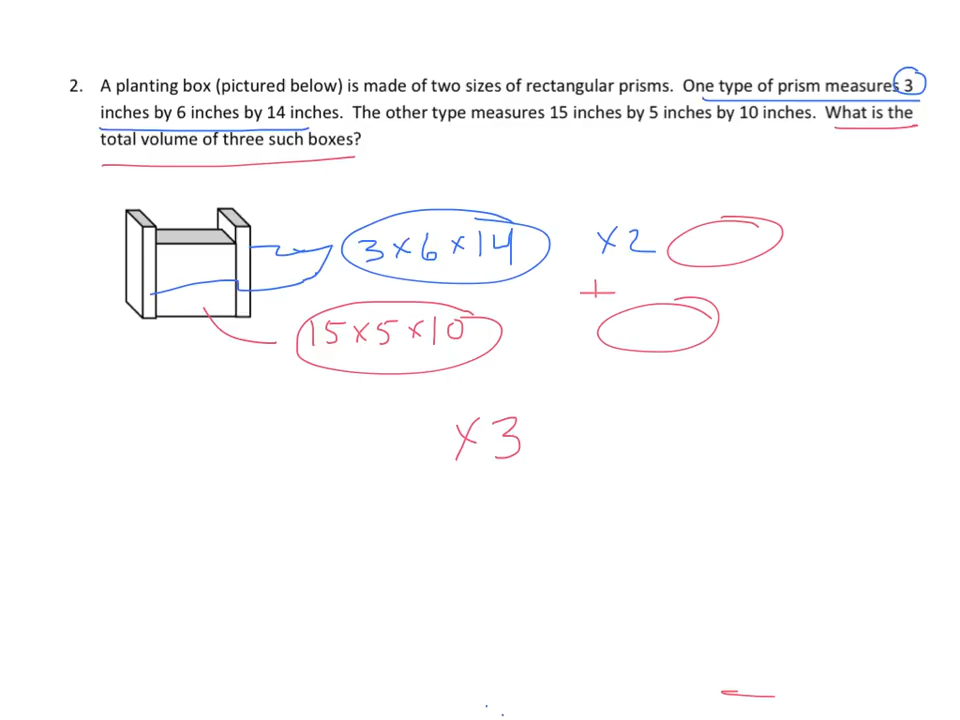 2. A planting box (pictured below) is made of two sizes of rectangular prisms. One type of prism measures 3
inches by 6 inches by 14 inches. The other type measures 15 inches by 5 inches by 10 inches. What is the
total volume of three such boxes?
3 x 6 x 14 x 2
+
15 x 5 x 10
x 3